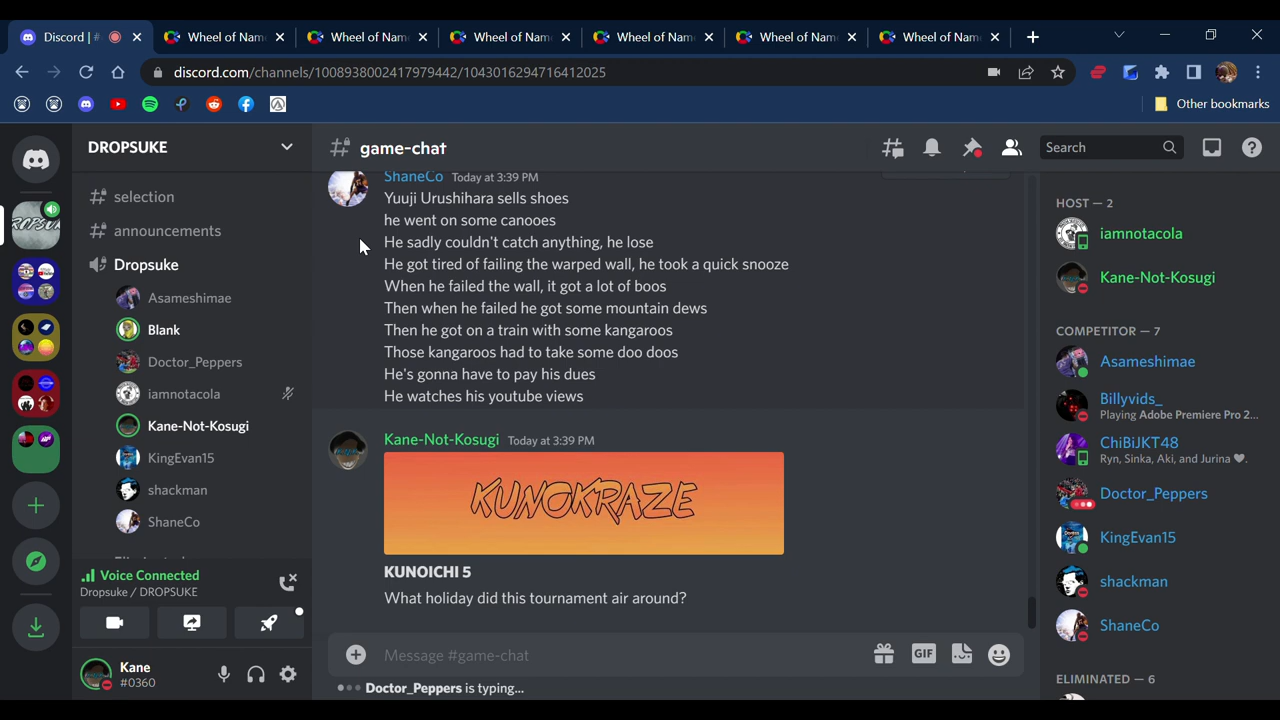 Discord | #
Wheel of Nam
Wheel of Nam
Wheel of Nam
Wheel of Nam
Wheel of Nam
Wheel of Nam
discord.com/channels/1008938002417979442/1043016294716412025
Other bookmarks
DROPSUKE
game-chat
Search
selection
announcements
Dropsuke
Asameshimae
Blank
Doctor_Peppers
iamnotacola
Kane-Not-Kosugi
KingEvan15
shackman
ShaneCo
Voice Connected
Dropsuke / DROPSUKE
Kane
#0360
DROPSUKE
ShaneCo Today at 3:39 PM
Yuuji Urushihara sells shoes
he went on some canooes
He sadly couldn't catch anything, he lose
He got tired of failing the warped wall, he took a quick snooze
When he failed the wall, it got a lot of boos
Then when he failed he got some mountain dews
Then he got on a train with some kangaroos
Those kangaroos had to take some doo doos
He's gonna have to pay his dues
He watches his youtube views
Kane-Not-Kosugi Today at 3:39 PM
KUNOKRAZE
KUNOICHI 5
What holiday did this tournament air around?
Message #game-chat
GIF
Doctor_Peppers is typing...
HOST — 2
iamnotacola
Kane-Not-Kosugi
COMPETITOR — 7
Asameshimae
Billyvids_
Playing Adobe Premiere Pro 2...
ChiBiJKT48
Ryn, Sinka, Aki, and Jurina
Doctor_Peppers
KingEvan15
shackman
ShaneCo
ELIMINATED — 6